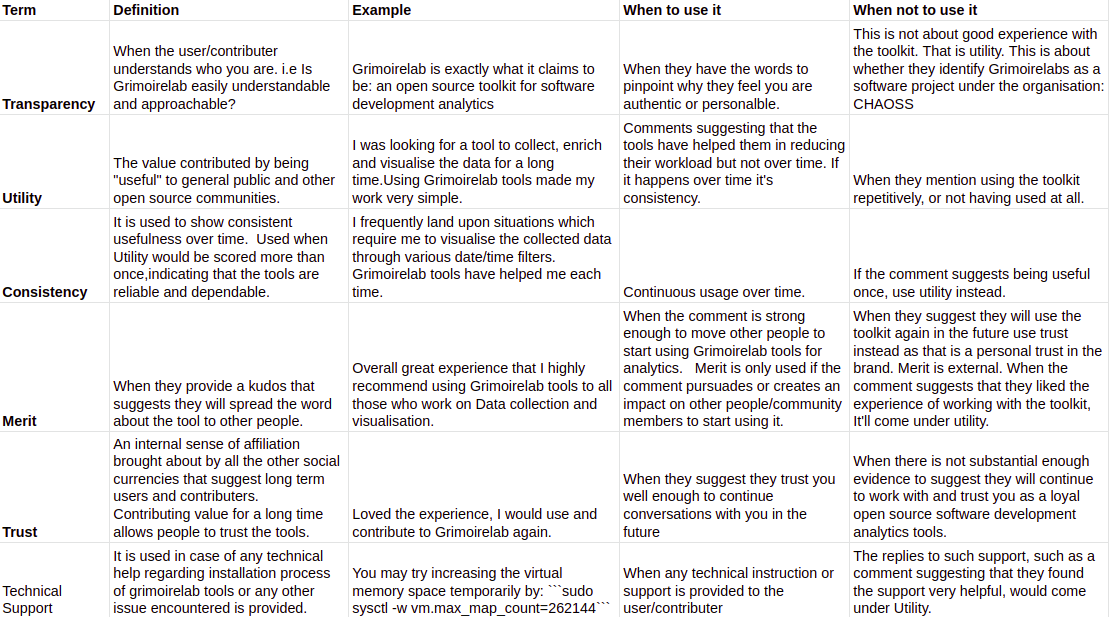 Term
Definition
Example
When to use it
When not to use it
Transparency
When the user/contributer
understands who you are. i.e Is
Grimoirelab easily understandable
and approachable?
Grimoirelab is exactly what it claims to
be: an open source toolkit for software
development analytics
When they have the words to
pinpoint why they feel you are
authentic or personalble.
This is not about good experience with
the toolkit. That is utility. This is about
whether they identify Grimoirelabs as a
software project under the organisation:
CHAOSS
Utility
The value contributed by being
"useful" to general public and other
open source communities.
I was looking for a tool to collect, enrich
and visualise the data for a long
time.Using Grimoirelab tools made my
work very simple.
Comments suggesting that the
tools have helped them in reducing
their workload but not over time. If
it happens over time it's
consistency.
When they mention using the toolkit
repetitively, or not having used at all.
Consistency
It is used to show consistent
usefulness over time.  Used when
Utility would be scored more than
once,indicating that the tools are
reliable and dependable.
I frequently land upon situations which
require me to visualise the collected data
through various date/time filters.
Grimoirelab tools have helped me each
time.
Continuous usage over time.
If the comment suggests being useful
once, use utility instead.
Merit
When they provide a kudos that
suggests they will spread the word
about the tool to other people.
Overall great experience that I highly
recommend using Grimoirelab tools to all
those who work on Data collection and
visualisation.
When the comment is strong
enough to move other people to
start using Grimoirelab tools for
analytics.   Merit is only used if the
comment pursuades or creates an
impact on other people/community
members to start using it.
When they suggest they will use the
toolkit again in the future use trust
instead as that is a personal trust in the
brand. Merit is external. When the
comment suggests that they liked the
experience of working with the toolkit,
It'll come under utility.
Trust
An internal sense of affiliation
brought about by all the other social
currencies that suggest long term
users and contributers.
Contributing value for a long time
allows people to trust the tools.
Loved the experience, I would use and
contribute to Grimoirelab again.
When they suggest they trust you
well enough to continue
conversations with you in the
future
When there is not substantial enough
evidence to suggest they will continue
to work with and trust you as a loyal
open source software development
analytics tools.
Technical
Support
It is used in case of any technical
help regarding installation process
of grimoirelab tools or any other
issue encountered is provided.
You may try increasing the virtual
memory space temporarily by: ```sudo
sysctl -w vm.max_map_count=262144```
When any technical instruction or
support is provided to the
user/contributer
The replies to such support, such as a
comment suggesting that they found
the support very helpful, would come
under Utility.